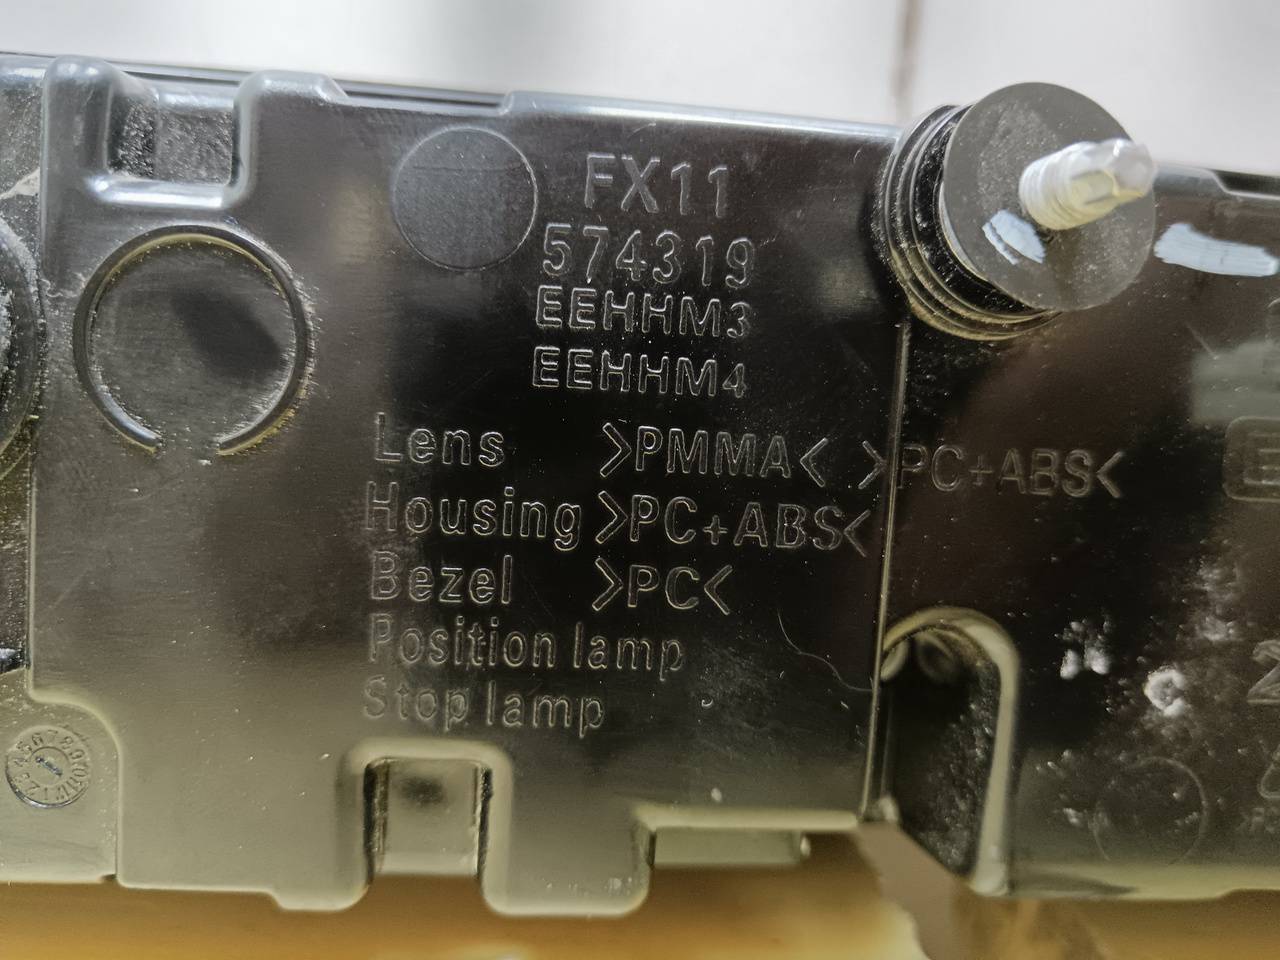 FX11
574319
EEHHM3
EEHHM4
Lens >PMMA< >PC+ABS<
Housing >PC+ABS<
Bezel >PC<
Position lamp
Stop lamp